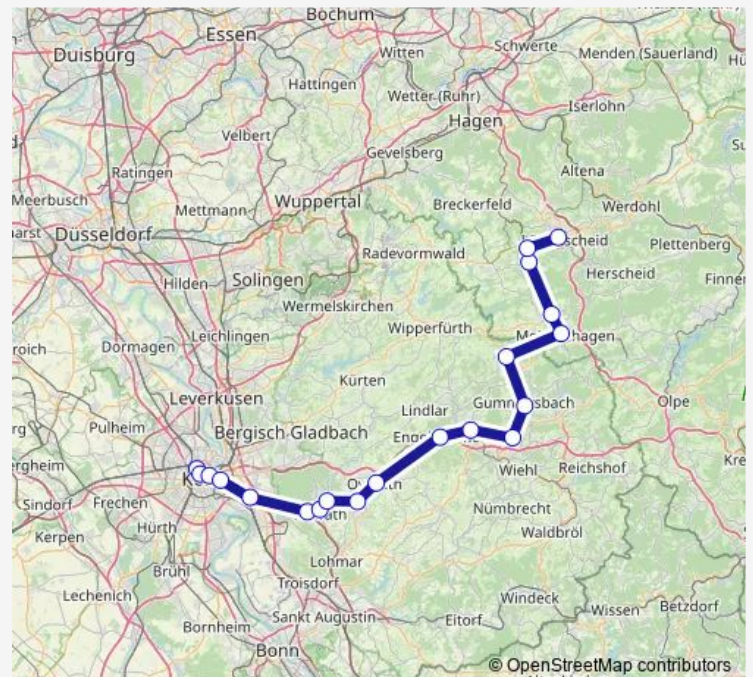 Bochum
Duisburg
Essen
Witten
Schwerte
Menden (Sauerland)
Hattingen
Wetter (Ruhr)
Iserlohn
Hagen
Velbert
Gevelsberg
Ratingen
Altena
Meerbusch
Mettmann
Wuppertal
Breckerfeld
Werdohl
Düsseldorf
Radevormwald
Plettenberg
Hilden
Solingen
Herscheid
Wermelskirchen
Dormagen
Leichlingen
Wipperfürth
Kürten
Leverkusen
Lindlar
Olpe
Pulheim
Bergisch Gladbach
Wiehl
Reichshof
Sindorf
Frechen
Hürth
Nümbrecht
Kerpen
Waldbröl
Brühl
Lohmar
Troisdorf
Lechenich
Windeck
Wissen
Betzdorf
Bornheim
Sankt Augustin
Eitorf
Bonn
© OpenStreetMap contributors